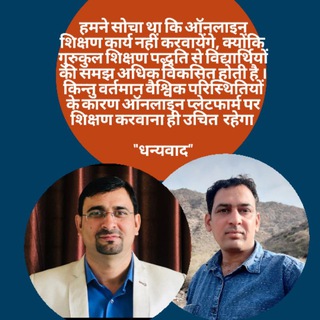 हमने सोचा था कि ऑनलाइन
शिक्षण कार्य नहीं करवायेंगे, क्योंकि
गुरुकुल शिक्षण पद्धति से विद्यार्थियों
की समझ अधिक विकसित होती है ।
किन्तु वर्तमान वैश्विक परिस्थितियों
के कारण ऑनलाइन प्लेटफार्म पर
शिक्षण करवाना ही उचित रहेगा
"धन्यवाद"